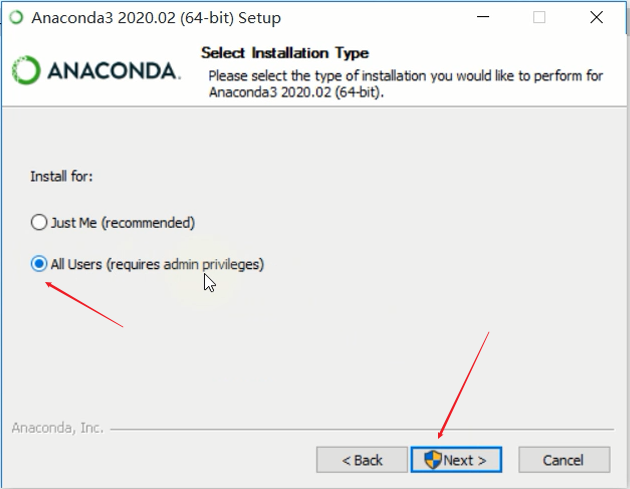 Anaconda3 2020.02 (64-bit) Setup
ANACONDA.
Select Installation Type
Please select the type of installation you would like to perform for
Anaconda3 2020.02 (64-bit).
Install for:
Just Me (recommended)
All Users (requires admin privileges)
Anaconda, Inc.
< Back
Next >
Cancel